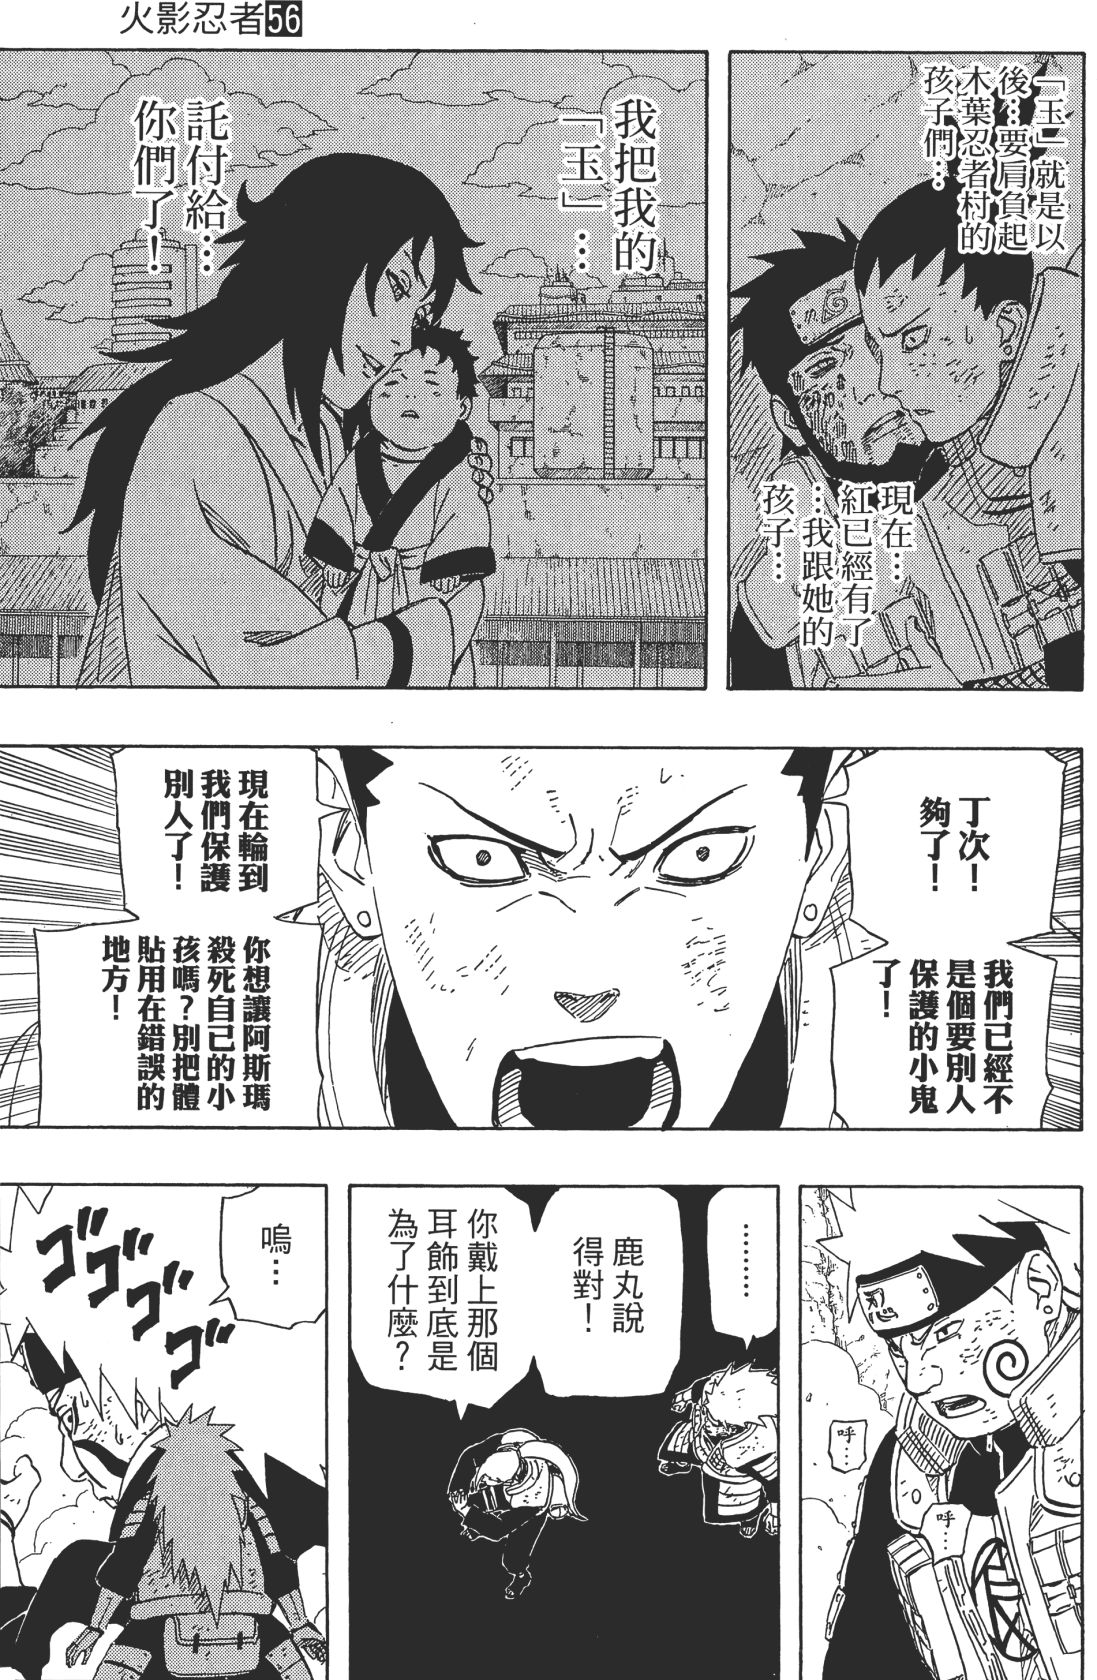 火影忍者56
「玉」就是以
後…要肩負起
木葉忍者村的
孩子們…
現在…
紅已經有了
…我跟她的
孩子…
我把我的
「玉」…
託付給…
你們了！
丁次！
夠了！
我們已經不
是個要別人
保護的小鬼
了！
現在輪到
我們保護
別人了！
你想讓阿斯瑪
殺死自己的小
孩嗎？別把體
貼用在錯誤的
地方！
忍
呼…
呼…
………
鹿丸說
得對！
你戴上那個
耳飾到底是
為了什麼？
嗚…
ゴゴゴゴ